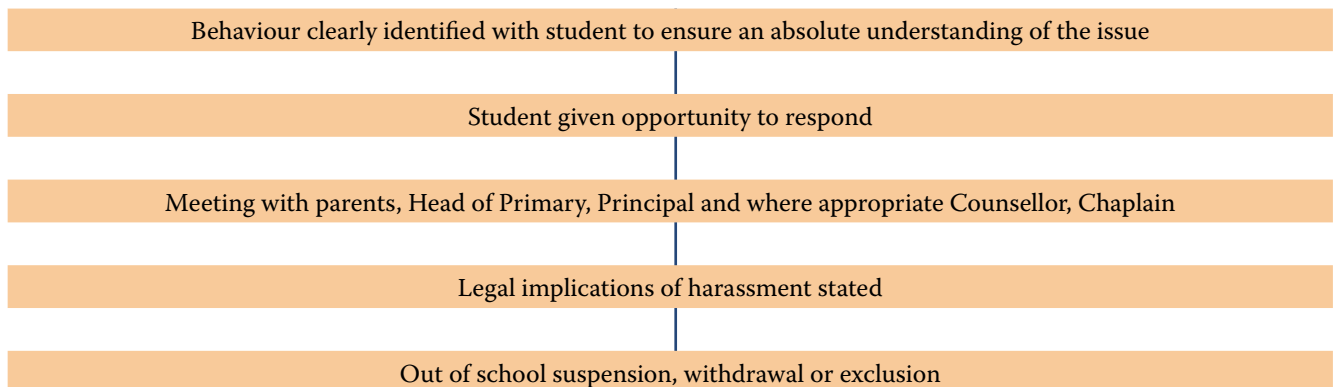 Behaviour clearly identified with student to ensure an absolute understanding of the issue
Student given opportunity to respond
Meeting with parents, Head of Primary, Principal and where appropriate Counsellor, Chaplain
Legal implications of harassment stated
Out of school suspension, withdrawal or exclusion